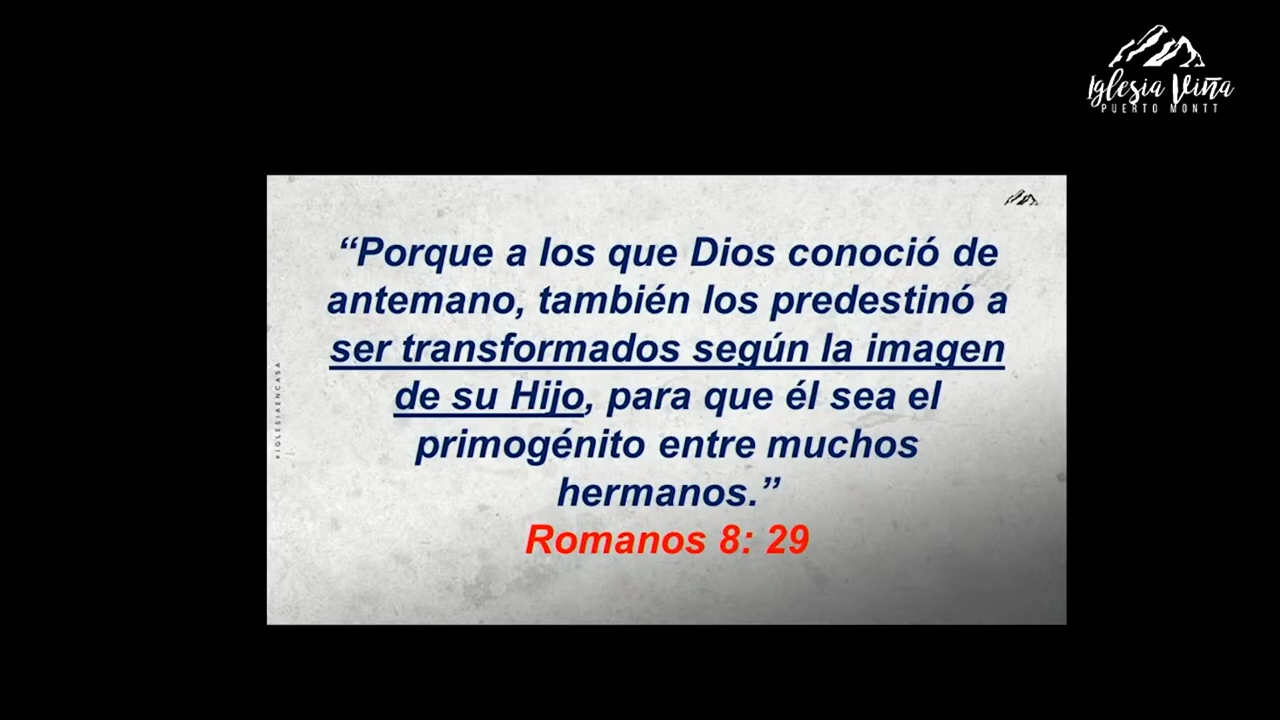 Iglesia Viña
PUERTO MONTT
“Porque a los que Dios conoció de
antemano, también los predestinó a
ser transformados según la imagen
de su Hijo, para que él sea el
primogénito entre muchos
hermanos.”
Romanos 8: 29
#IGLESIAENCASA